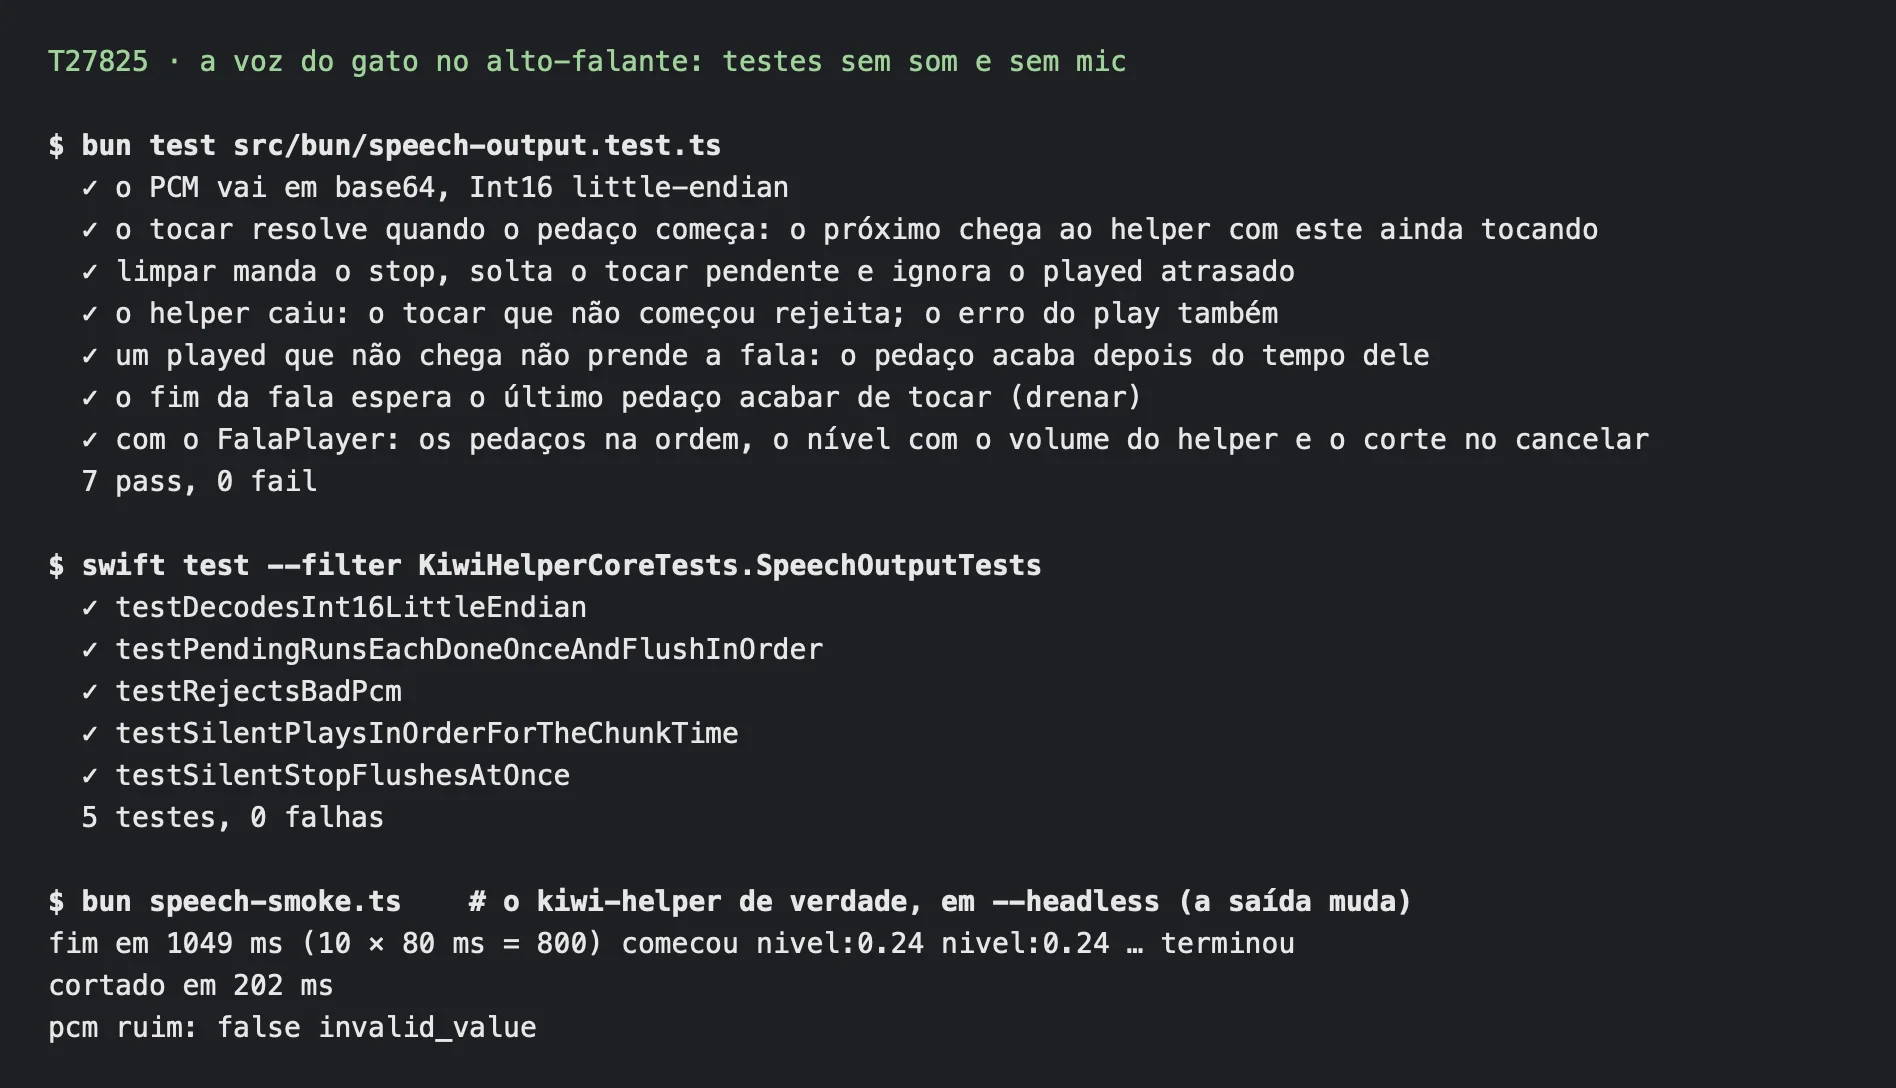 T27825 · a voz do gato no alto-falante: testes sem som e sem mic
$ bun test src/bun/speech-output.test.ts
✓ o PCM vai em base64, Int16 little-endian
✓ o tocar resolve quando o pedaço começa: o próximo chega ao helper com este ainda tocando
✓ limpar manda o stop, solta o tocar pendente e ignora o played atrasado
✓ o helper caiu: o tocar que não começou rejeita; o erro do play também
✓ um played que não chega não prende a fala: o pedaço acaba depois do tempo dele
✓ o fim da fala espera o último pedaço acabar de tocar (drenar)
✓ com o FalaPlayer: os pedaços na ordem, o nível com o volume do helper e o corte no cancelar
7 pass, 0 fail
$ swift test --filter KiwiHelperCoreTests.SpeechOutputTests
✓ testDecodesInt16LittleEndian
✓ testPendingRunsEachDoneOnceAndFlushInOrder
✓ testRejectsBadPcm
✓ testSilentPlaysInOrderForTheChunkTime
✓ testSilentStopFlushesAtOnce
5 testes, 0 falhas
$ bun speech-smoke.ts    # o kiwi-helper de verdade, em --headless (a saída muda)
fim em 1049 ms (10 × 80 ms = 800) comecou nivel:0.24 nivel:0.24 … terminou
cortado em 202 ms
pcm ruim: false invalid_value